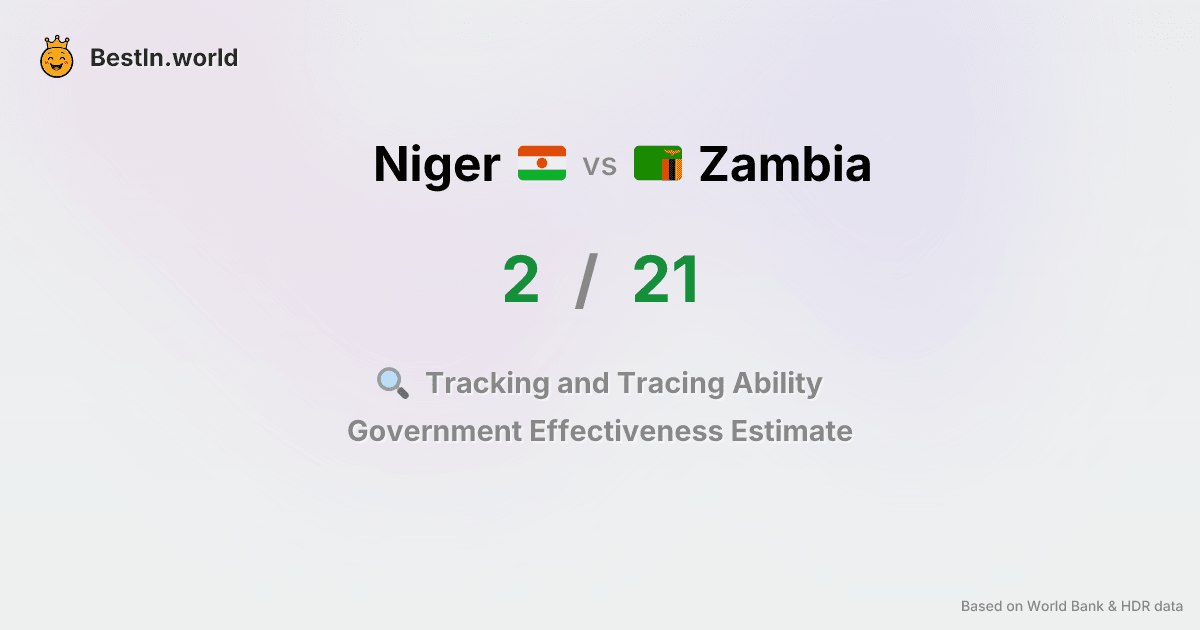 BestIn.world
Niger vs Zambia
2 / 21
Tracking and Tracing Ability
Government Effectiveness Estimate
Based on World Bank & HDR data